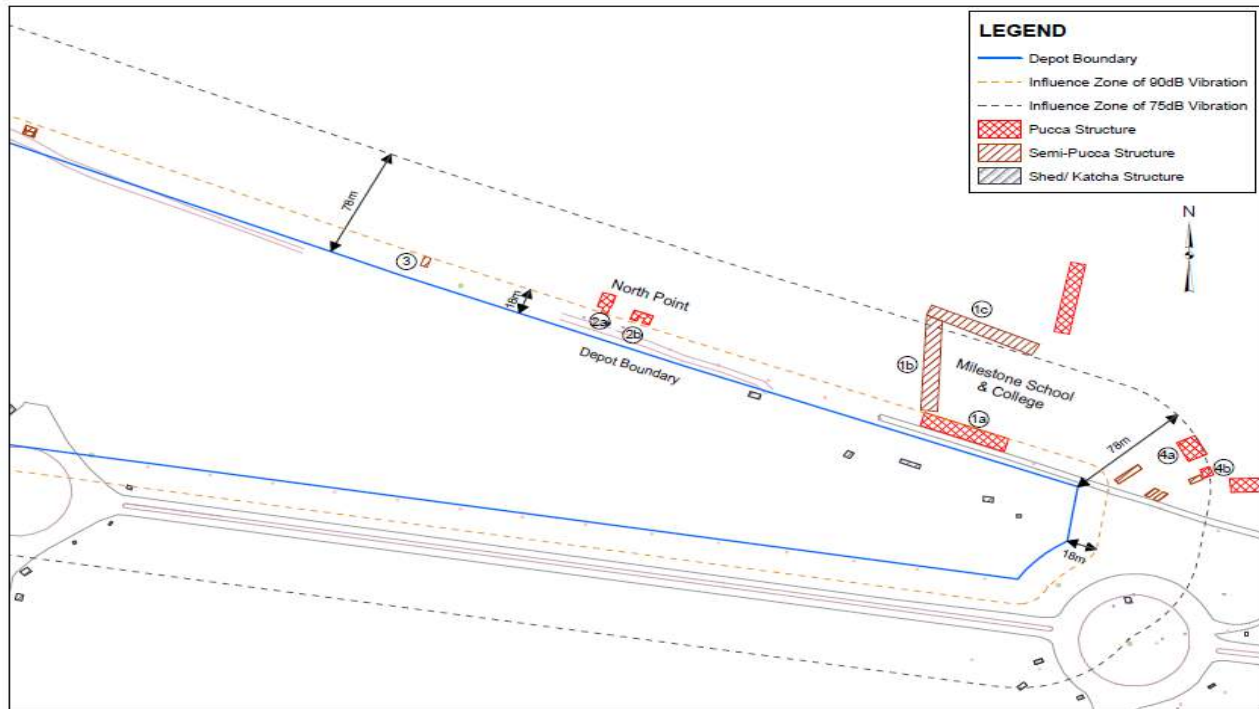 LEGEND
Depot Boundary
Influence Zone of 90dB Vibration
Influence Zone of 75dB Vibration
Pucca Structure
Semi-Pucca Structure
Shed/ Katcha Structure
N
78m
3
18m
North Point
2a
2b
Depot Boundary
1c
1b
Milestone School
& College
1a
78m
4a
4b
18m